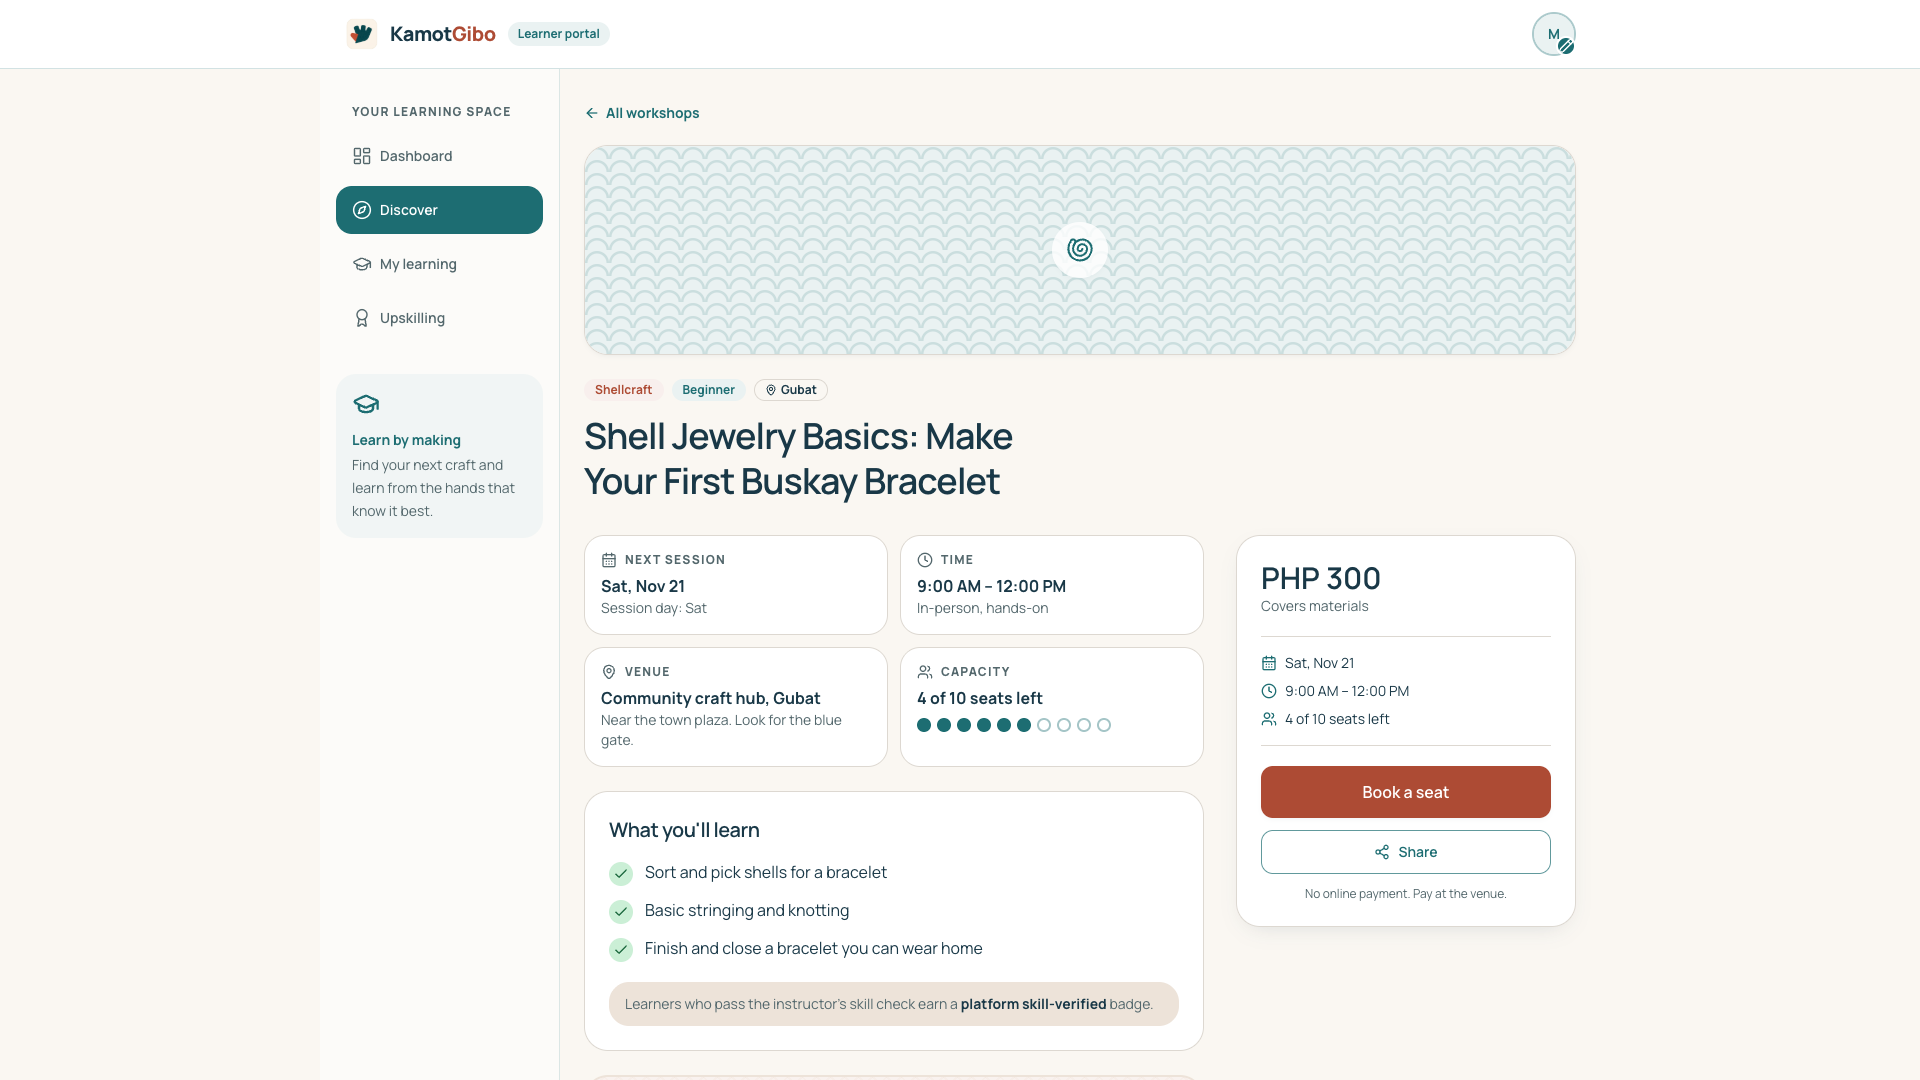 KamotGibo
Learner portal
M
YOUR LEARNING SPACE
Dashboard
Discover
My learning
Upskilling
Learn by making
Find your next craft and
learn from the hands that
know it best.
All workshops
Shellcraft
Beginner
Gubat
Shell Jewelry Basics: Make
Your First Buskay Bracelet
NEXT SESSION
Sat, Nov 21
Session day: Sat
TIME
9:00 AM – 12:00 PM
In-person, hands-on
VENUE
Community craft hub, Gubat
Near the town plaza. Look for the blue
gate.
CAPACITY
4 of 10 seats left
What you'll learn
Sort and pick shells for a bracelet
Basic stringing and knotting
Finish and close a bracelet you can wear home
Learners who pass the instructor's skill check earn a platform skill-verified badge.
PHP 300
Covers materials
Sat, Nov 21
9:00 AM – 12:00 PM
4 of 10 seats left
Book a seat
Share
No online payment. Pay at the venue.